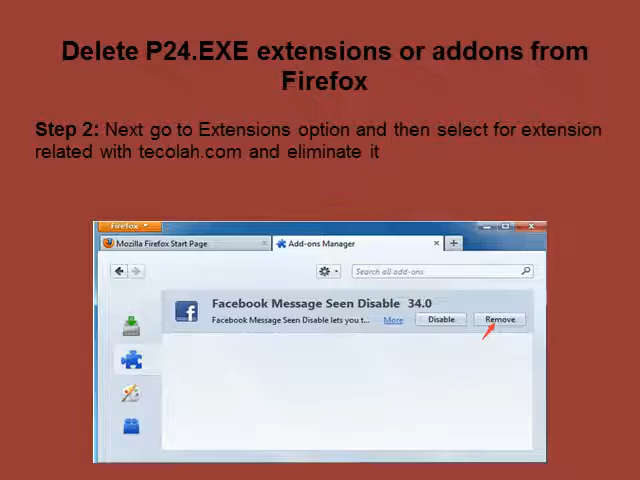 Delete P24.EXE extensions or addons from
Firefox
Step 2: Next go to Extensions option and then select for extension
related with tecolah.com and eliminate it
Firefox
Mozilla Firefox Start Page
Add-ons Manager
Search all add-ons
Facebook Message Seen Disable 34.0
Facebook Message Seen Disable lets you t... More Disable Remove